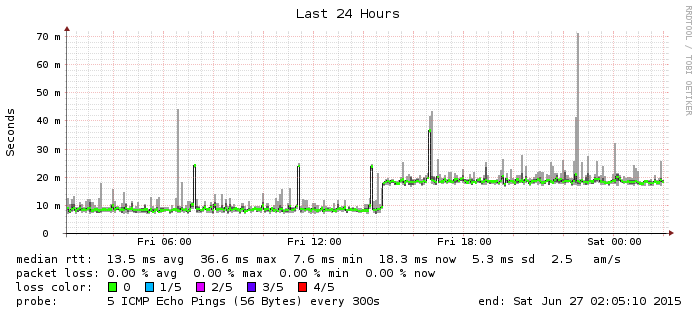 Last 24 Hours
RRDTOOL / TOBI OETIKER
Seconds
70 m
60 m
50 m
40 m
30 m
20 m
10 m
0
Fri 06:00 Fri 12:00 Fri 18:00 Sat 00:00
median rtt: 13.5 ms avg 36.6 ms max 7.6 ms min 18.3 ms now 5.3 ms sd 2.5 am/s
packet loss: 0.00 % avg 0.00 % max 0.00 % min 0.00 % now
loss color: 0 1/5 2/5 3/5 4/5
probe: 5 ICMP Echo Pings (56 Bytes) every 300s end: Sat Jun 27 02:05:10 2015